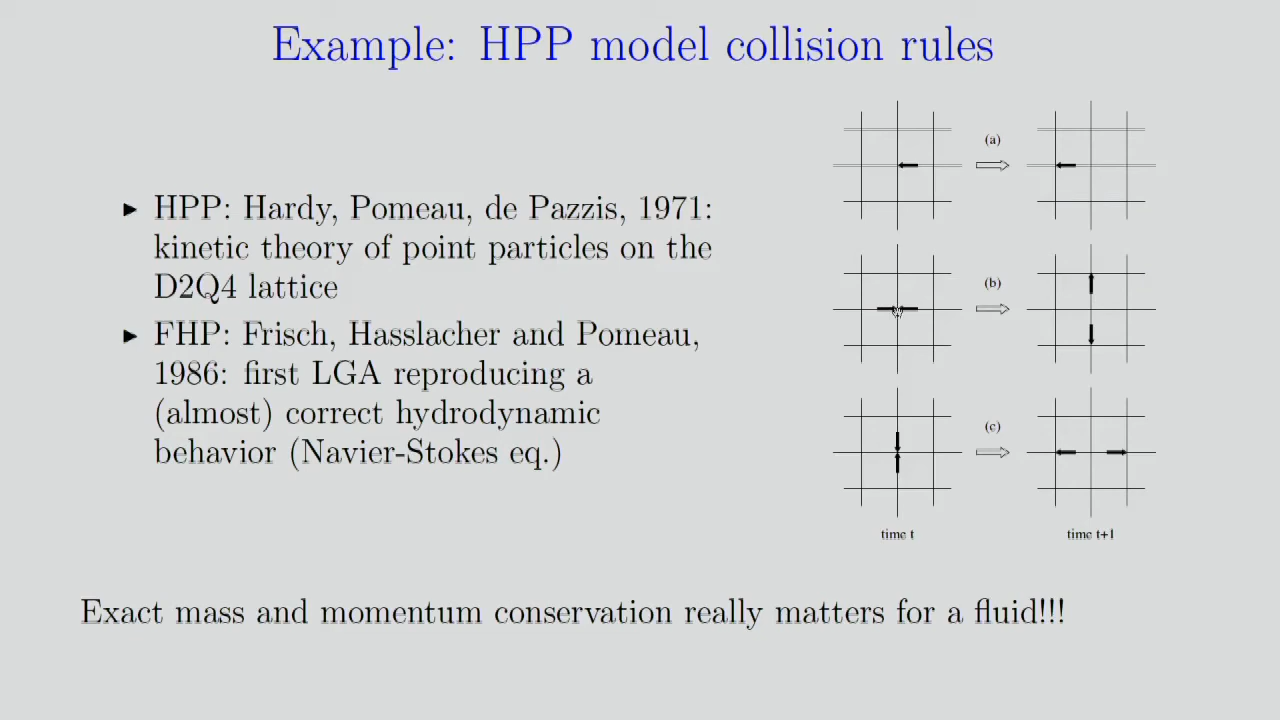 Example: HPP model collision rules
► HPP: Hardy, Pomeau, de Pazzis, 1971:
kinetic theory of point particles on the
D2Q4 lattice
► FHP: Frisch, Hasslacher and Pomeau,
1986: first LGA reproducing a
(almost) correct hydrodynamic
behavior (Navier-Stokes eq.)
(a)
(b)
(c)
time t
time t+1
Exact mass and momentum conservation really matters for a fluid!!!